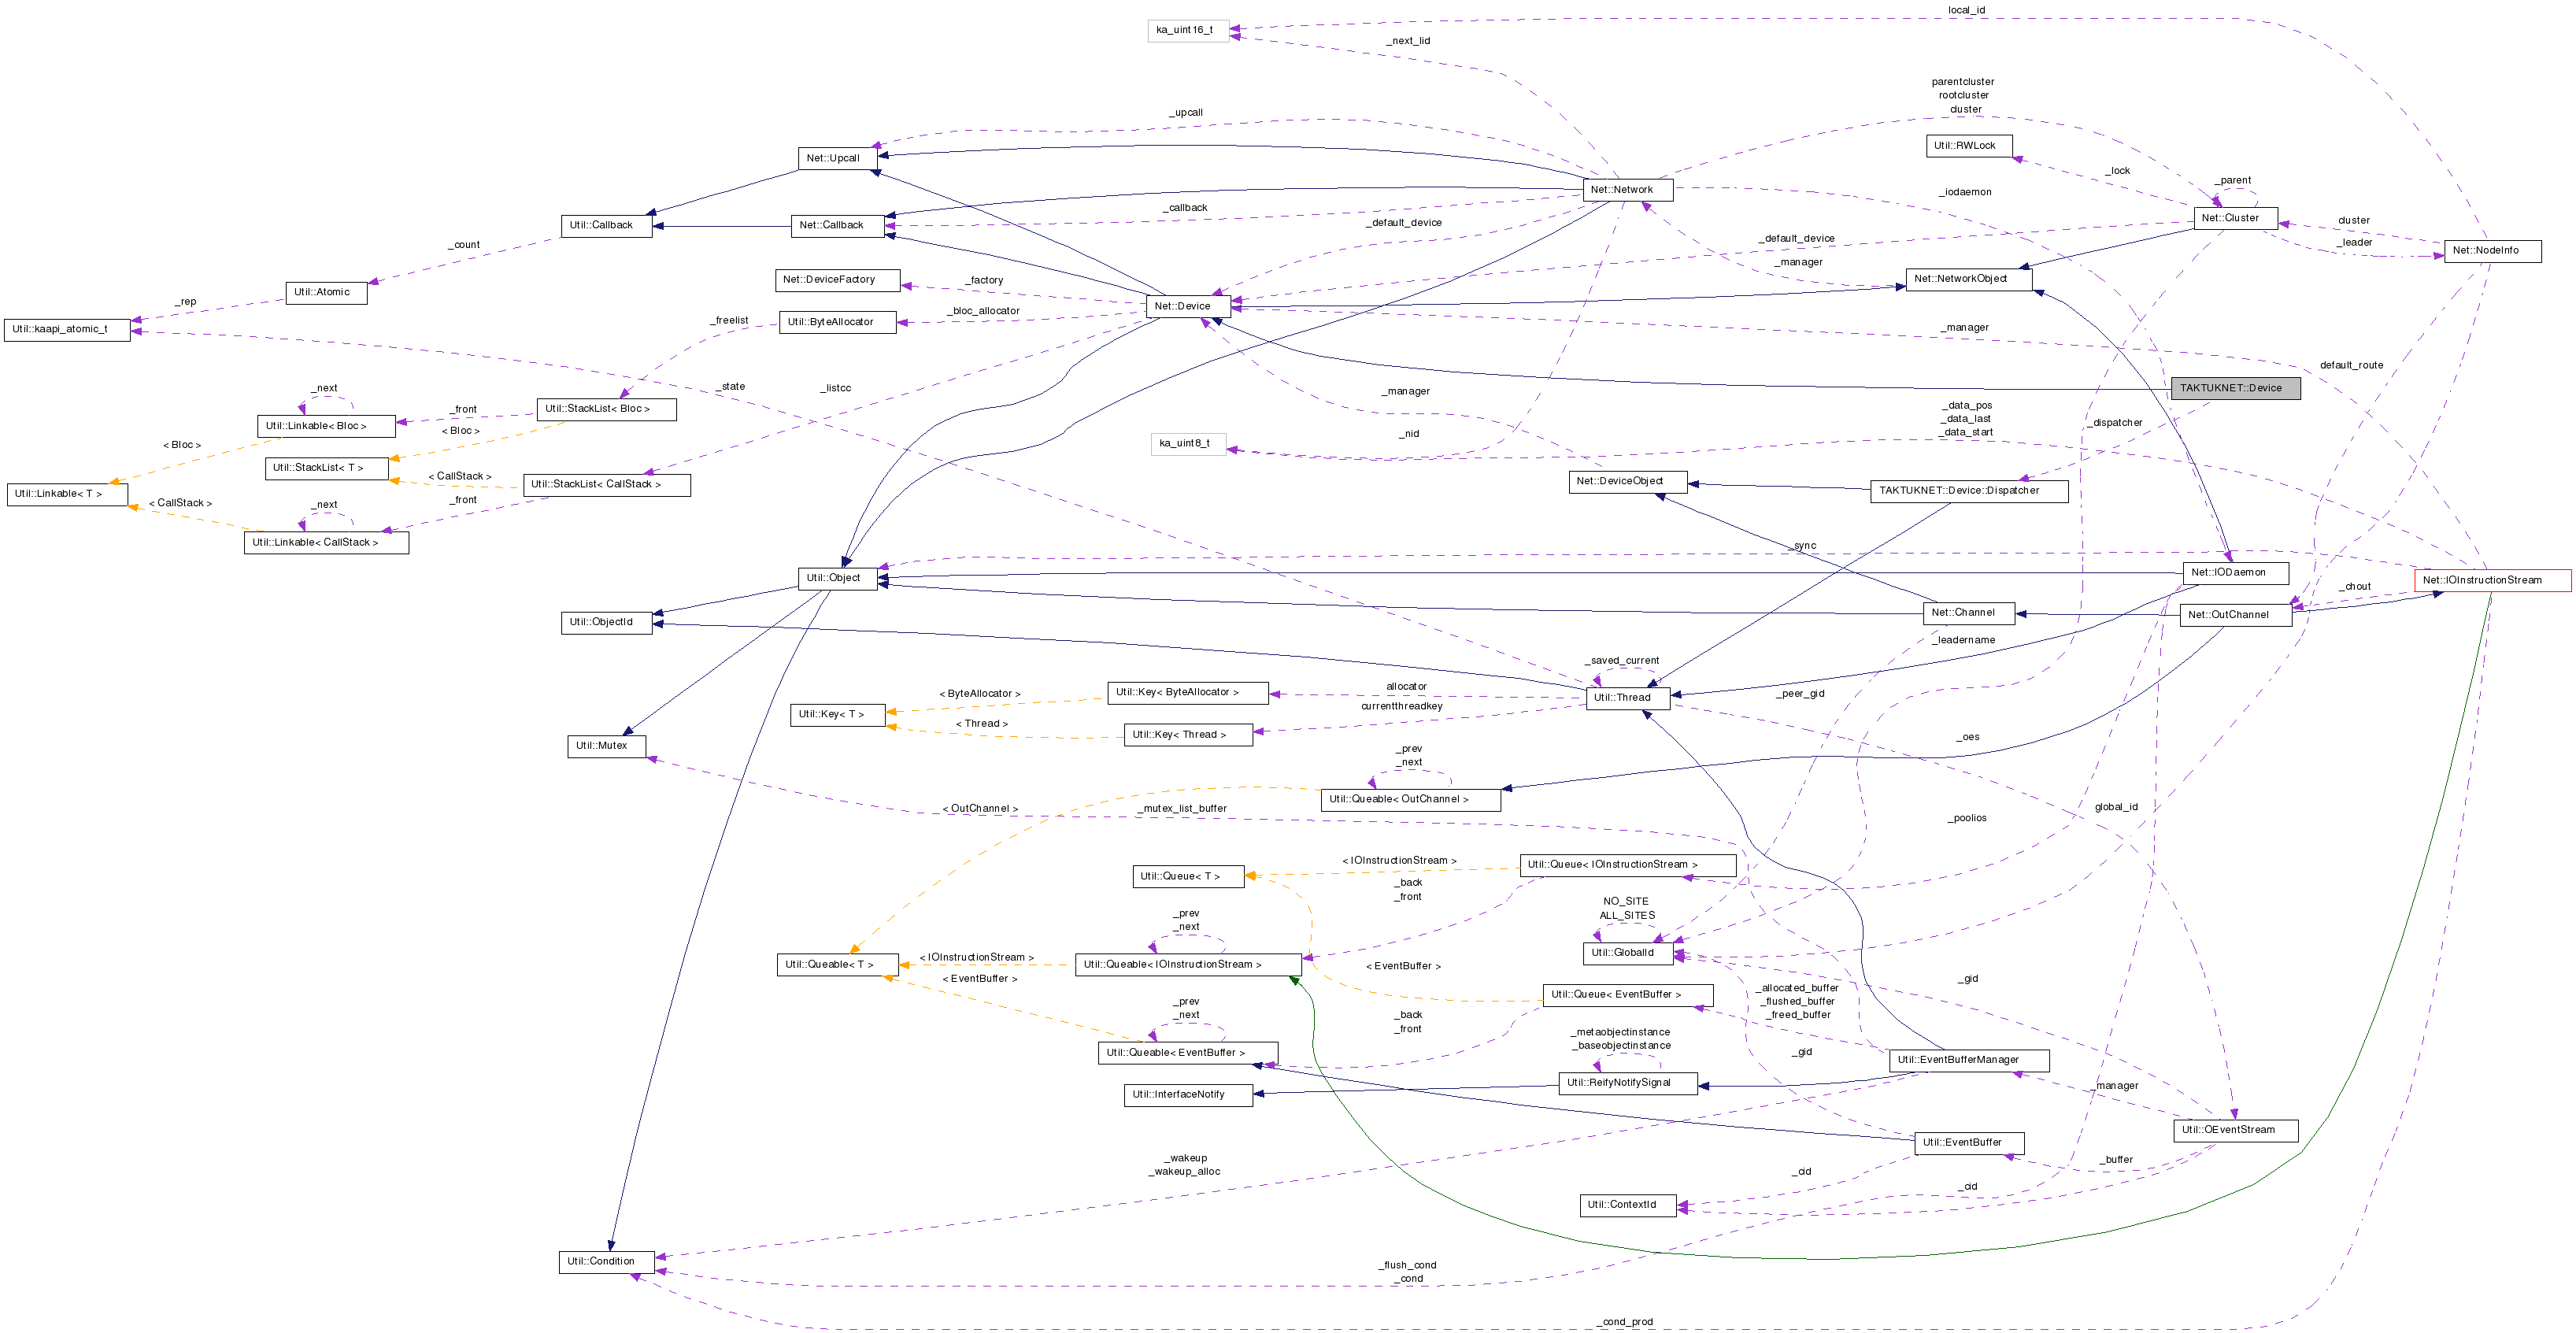 local_id
ka_uint16_t
_next_lid
parentcluster
rootcluster
cluster
_upcall
Util::RWLock
Net::Upcall
_lock
_parent
Net::Network
_iodaemon
_callback
Net::Cluster
cluster
Util::Callback
Net::Callback
_default_device
_default_device
_leader
Net::NodeInfo
_count
_manager
Net::DeviceFactory
_factory
Net::NetworkObject
Util::Atomic
_rep
Net::Device
_bloc_allocator
Util::kaapi_atomic_t
_freelist
Util::ByteAllocator
_manager
default_route
_state
_listcc
_manager
TAKTUKNET::Device
_next
_front
Util::StackList< Bloc >
_data_pos
_data_last
_data_start
Util::Linkable< Bloc >
< Bloc >
< Bloc >
ka_uint8_t
_nid
_dispatcher
Util::StackList< T >
< CallStack >
Util::StackList< CallStack >
Net::DeviceObject
TAKTUKNET::Device::Dispatcher
Util::Linkable< T >
< CallStack >
_next
_front
Util::Linkable< CallStack >
_sync
Util::Object
Net::IODaemon
Net::IOInstructionStream
_chout
Util::ObjectId
Net::Channel
Net::OutChannel
_leadername
_saved_current
< ByteAllocator >
Util::Key< ByteAllocator >
allocator
Util::Thread
_peer_gid
currentthreadkey
Util::Key< T >
< Thread >
Util::Key< Thread >
Util::Mutex
_prev
_next
_oes
Util::Queable< OutChannel >
< OutChannel >
_mutex_list_buffer
global_id
_poolios
< IOInstructionStream >
Util::Queue< IOInstructionStream >
Util::Queue< T >
_back
_front
_prev
_next
NO_SITE
ALL_SITES
Util::Queable< T >
< IOInstructionStream >
Util::Queable< IOInstructionStream >
Util::GlobalId
< EventBuffer >
< EventBuffer >
_gid
Util::Queue< EventBuffer >
_allocated_buffer
_flushed_buffer
_freed_buffer
_prev
_next
_back
_front
_metaobjectinstance
_baseobjectinstance
Util::Queable< EventBuffer >
_gid
Util::EventBufferManager
Util::InterfaceNotify
Util::ReifyNotifySignal
_manager
Util::OEventStream
Util::EventBuffer
_wakeup
_wakeup_alloc
_cid
_buffer
_cid
Util::ContextId
Util::Condition
_flush_cond
_cond
_cond_prod